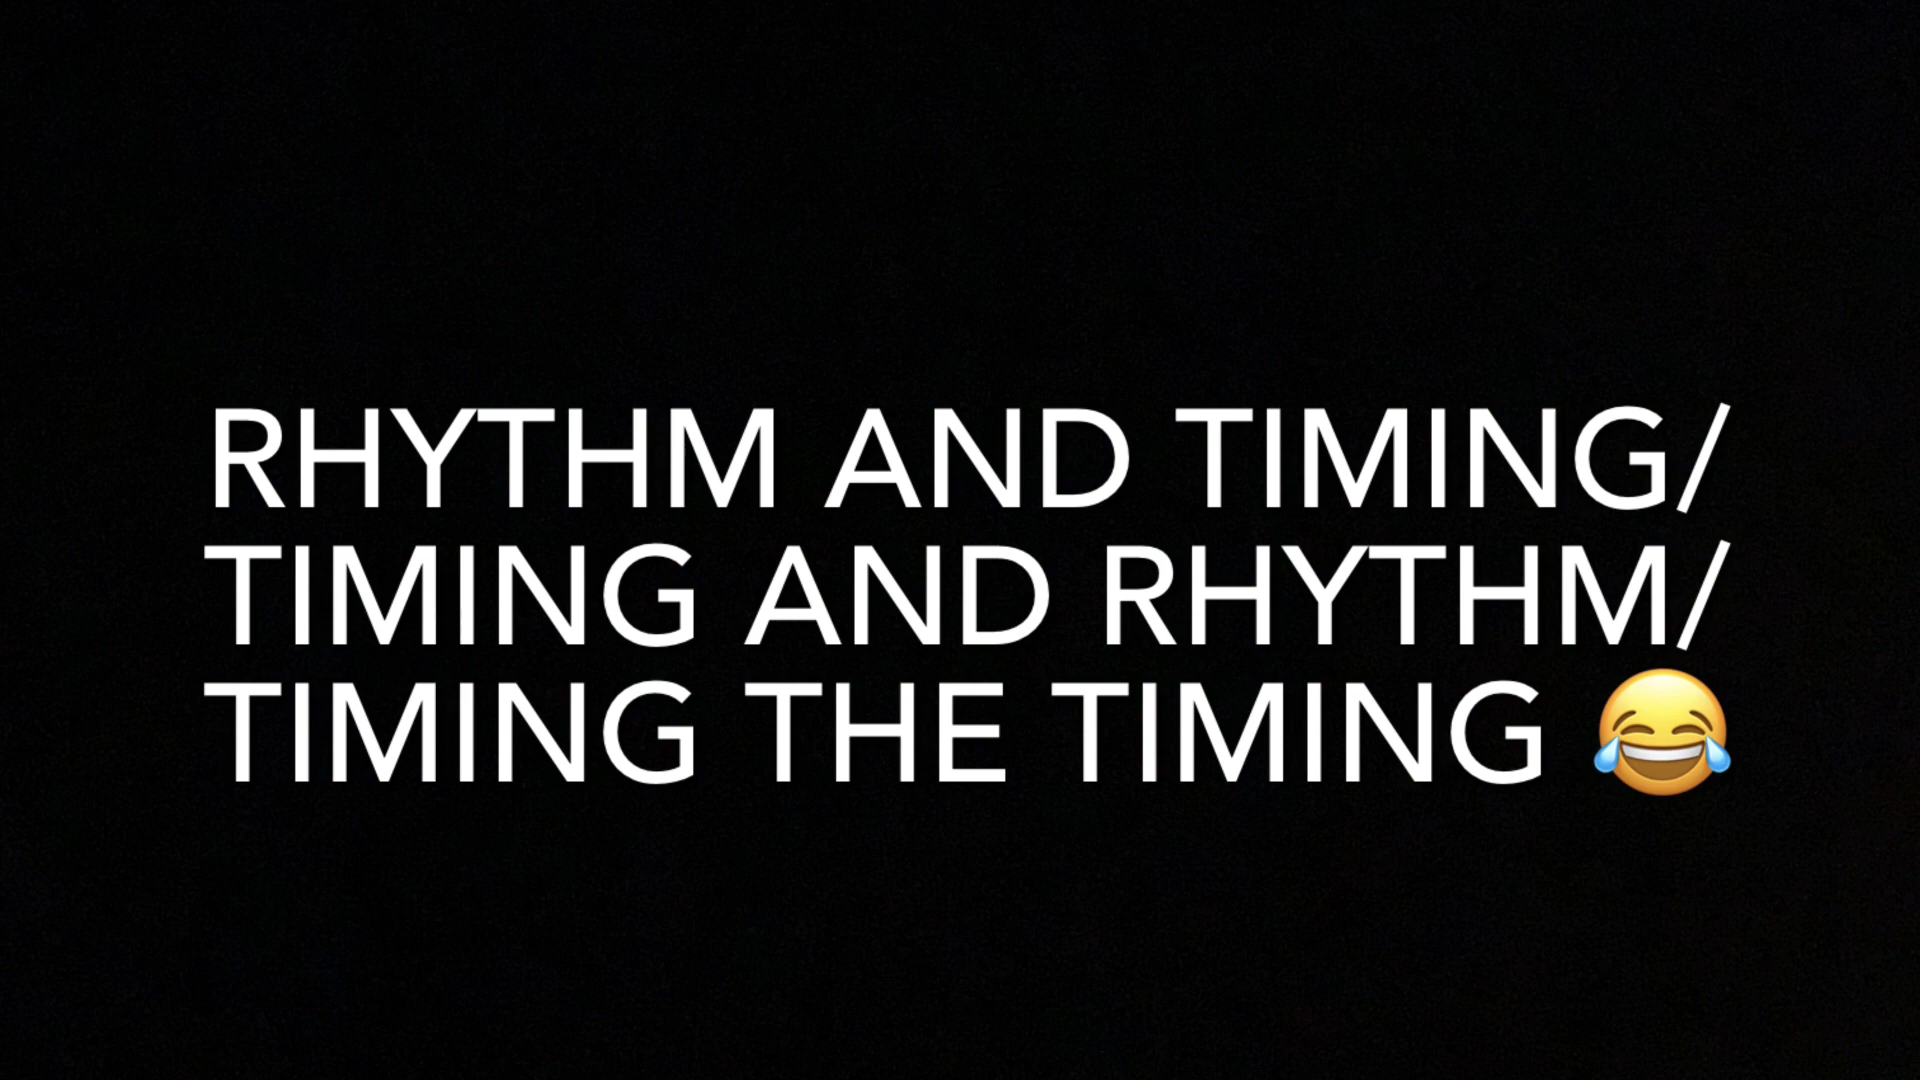 RHYTHM AND TIMING/
TIMING AND RHYTHM/
TIMING THE TIMING 😂